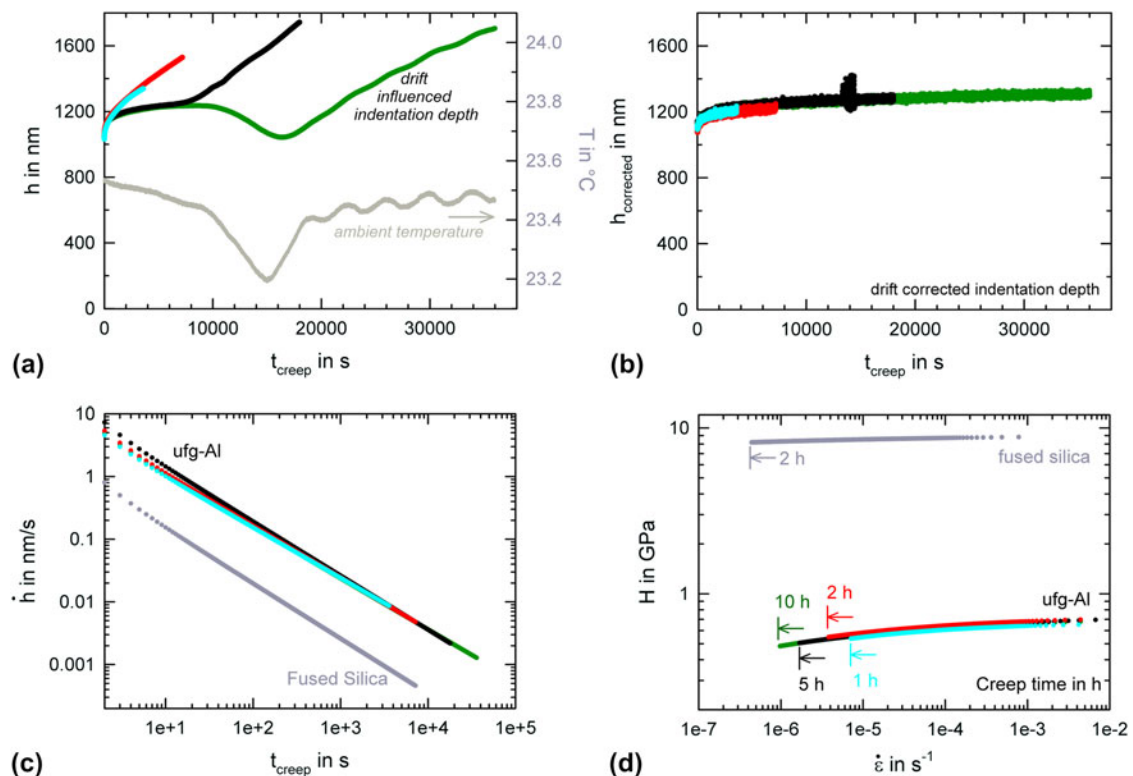 1600
1200
800
400
0
h in nm
24.0
23.8
23.6
23.4
23.2
T in °C
drift
influenced
indentation depth
ambient temperature
0
10000
20000
30000
t_creep in s
(a)
1600
1200
800
400
0
h_corrected in nm
drift corrected indentation depth
0
10000
20000
30000
t_creep in s
(b)
10
1
0.1
0.01
0.001
ḣ in nm/s
ufg-Al
Fused Silica
1e+1
1e+2
1e+3
1e+4
1e+5
t_creep in s
(c)
10
1
H in GPa
2 h
fused silica
10 h
2 h
ufg-Al
5 h
1 h
Creep time in h
1e-7
1e-6
1e-5
1e-4
1e-3
1e-2
ε̇ in s⁻¹
(d)